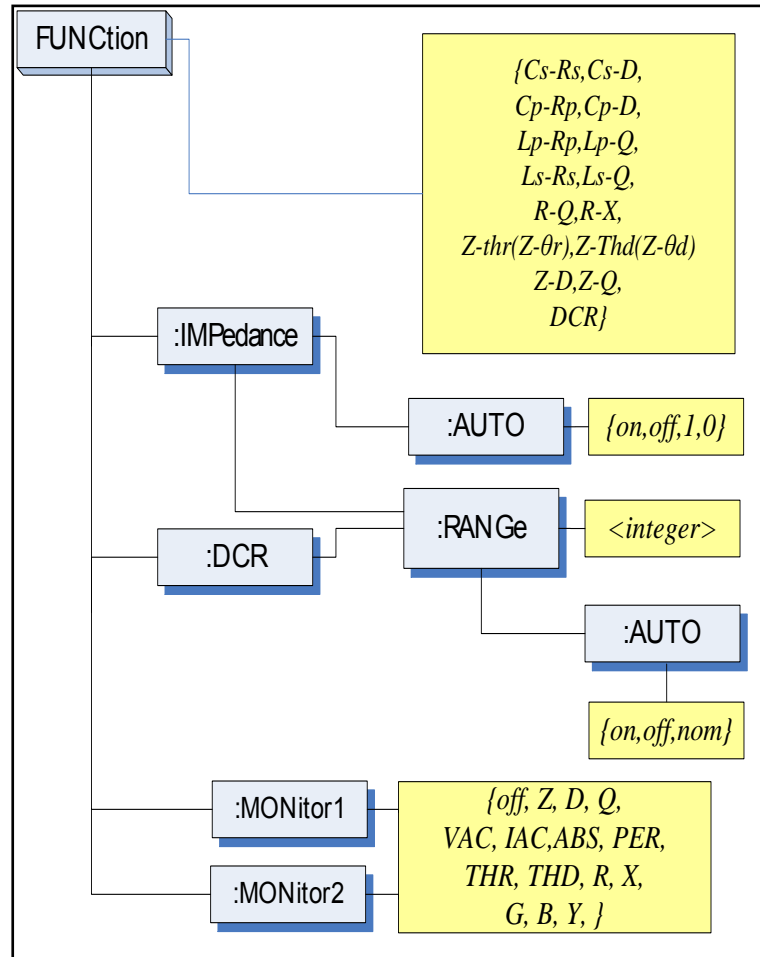 FUNCtion
{Cs-Rs,Cs-D,
Cp-Rp,Cp-D,
Lp-Rp,Lp-Q,
Ls-Rs,Ls-Q,
R-Q,R-X,
Z-thr(Z-θr),Z-Thd(Z-θd)
Z-D,Z-Q,
DCR}
:IMPedance
:AUTO
{on,off,1,0}
:RANGe
<integer>
:DCR
:AUTO
{on,off,nom}
:MONitor1
{off, Z, D, Q,
VAC, IAC,ABS, PER,
THR, THD, R, X,
G, B, Y, }
:MONitor2